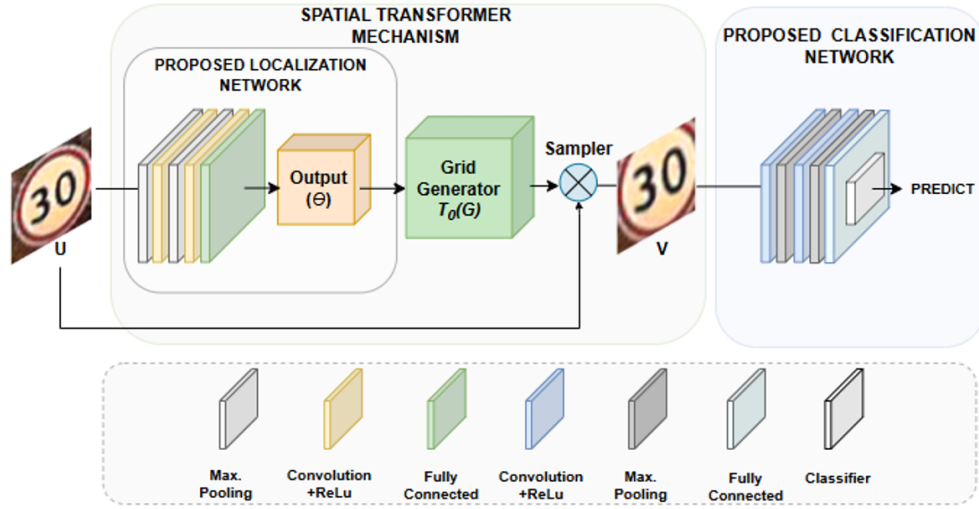 SPATIAL TRANSFORMER
MECHANISM
PROPOSED LOCALIZATION
NETWORK
PROPOSED CLASSIFICATION
NETWORK
30
U
Output
(Ө)
Grid
Generator
T₀(G)
Sampler
30
V
PREDICT
Max.
Pooling
Convolution
+ReLu
Fully
Connected
Convolution
+ReLu
Max.
Pooling
Fully
Connected
Classifier